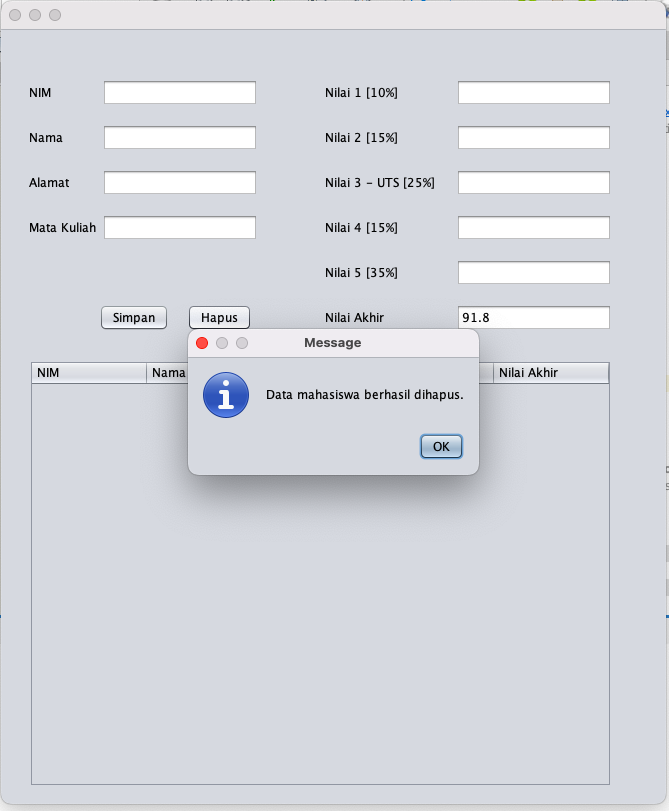 NIM
Nilai 1 [10%]
Nama
Nilai 2 [15%]
Alamat
Nilai 3 - UTS [25%]
Mata Kuliah
Nilai 4 [15%]
Nilai 5 [35%]
Simpan
Hapus
Nilai Akhir
91.8
Message
NIM
Nama
Nilai Akhir
Data mahasiswa berhasil dihapus.
OK